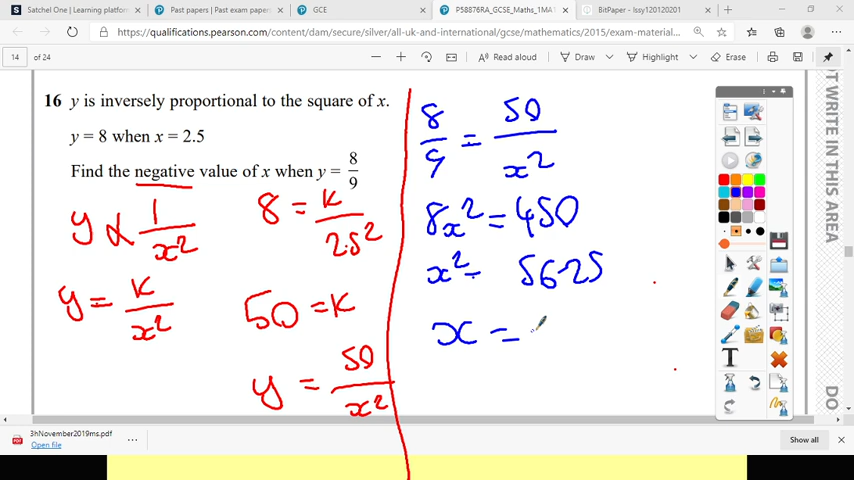 Satchel One | Learning platform
Past papers | Past exam papers
GCE
P58876RA_GCSE_Maths_1MA1
BitPaper - Issy120120201
https://qualifications.pearson.com/content/dam/secure/silver/all-uk-and-international/gcse/mathematics/2015/exam-material
14 of 24
Read aloud
Draw
Highlight
Erase
16 y is inversely proportional to the square of x.
y = 8 when x = 2.5
Find the negative value of x when y = 8/9
y ∝ 1/x²
y = k/x²
8 = k/2.5²
50 = k
y = 50/x²
8/9 = 50/x²
8x² = 450
x² = 56.25
x =
OT WRITE IN THIS AREA
DO
3hNovember2019ms.pdf
Open file
Show all